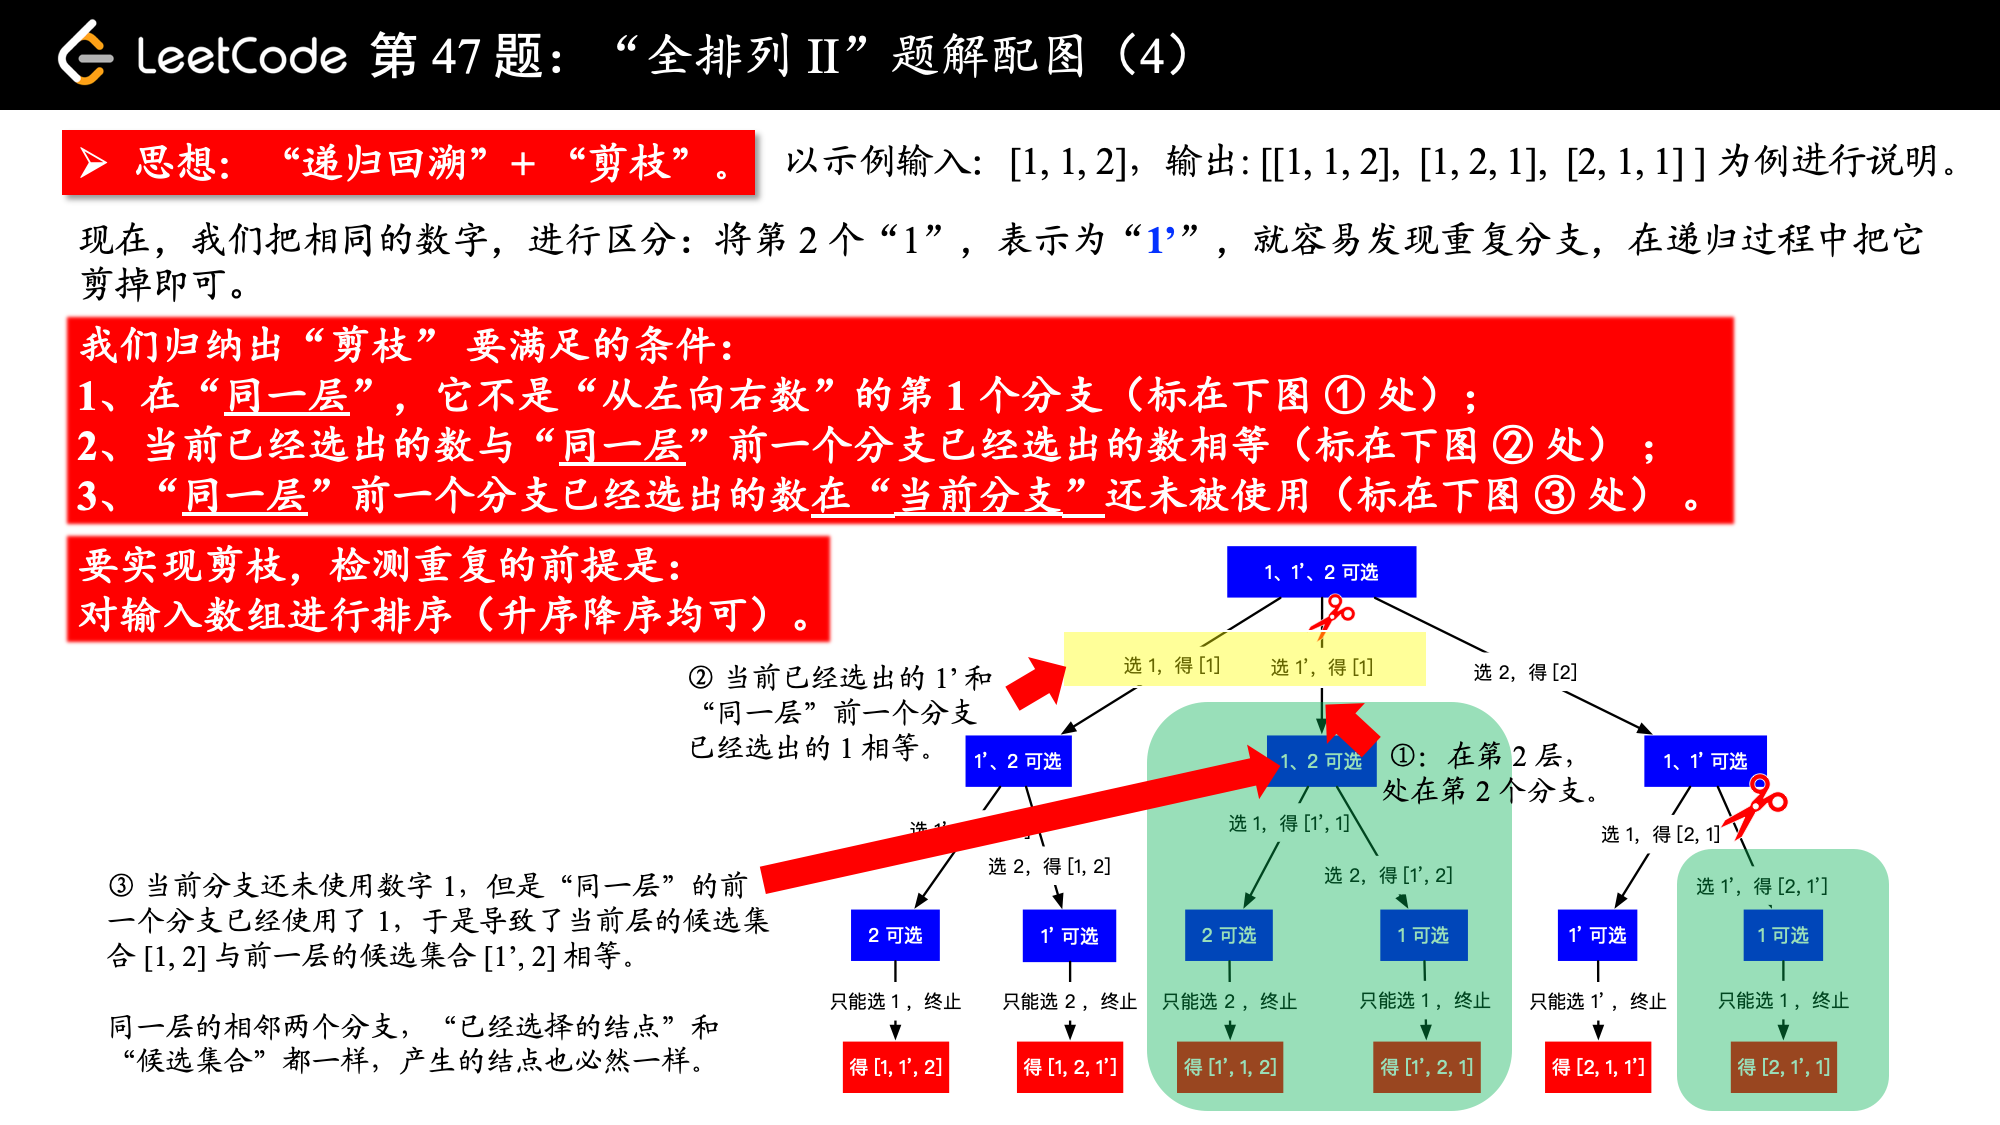 LeetCode 第 47 题：“全排列 II”题解配图（4）
➢ 思想：“递归回溯”+“剪枝”。
以示例输入：[1, 1, 2]，输出: [[1, 1, 2], [1, 2, 1], [2, 1, 1] ] 为例进行说明。
现在，我们把相同的数字，进行区分：将第 2 个“1”，表示为“1’”，就容易发现重复分支，在递归过程中把它
剪掉即可。
我们归纳出“剪枝” 要满足的条件：
1、在“同一层”，它不是“从左向右数”的第 1 个分支（标在下图 ① 处）；
2、当前已经选出的数与“同一层”前一个分支已经选出的数相等（标在下图 ② 处）；
3、“同一层”前一个分支已经选出的数在“当前分支”还未被使用（标在下图 ③ 处）。
要实现剪枝，检测重复的前提是：
对输入数组进行排序（升序降序均可）。
1、1’、2 可选
选 1，得 [1]
选 1’，得 [1]
选 2，得 [2]
② 当前已经选出的 1’ 和
“同一层”前一个分支
已经选出的 1 相等。
1’、2 可选
1、2 可选
①：在第 2 层，
处在第 2 个分支。
1、1’ 可选
选 1’
选 2，得 [1, 2]
选 1，得 [1’, 1]
选 2，得 [1’, 2]
选 1，得 [2, 1]
选 1’，得 [2, 1’]
③ 当前分支还未使用数字 1，但是“同一层”的前
一个分支已经使用了 1，于是导致了当前层的候选集
合 [1, 2] 与前一层的候选集合 [1’, 2] 相等。
2 可选
1’ 可选
2 可选
1 可选
1’ 可选
1 可选
只能选 1 ，终止
只能选 2 ，终止
只能选 2 ，终止
只能选 1 ，终止
只能选 1’ ，终止
只能选 1 ，终止
同一层的相邻两个分支，“已经选择的结点”和
“候选集合”都一样，产生的结点也必然一样。
得 [1, 1’, 2]
得 [1, 2, 1’]
得 [1’, 1, 2]
得 [1’, 2, 1]
得 [2, 1, 1’]
得 [2, 1’, 1]